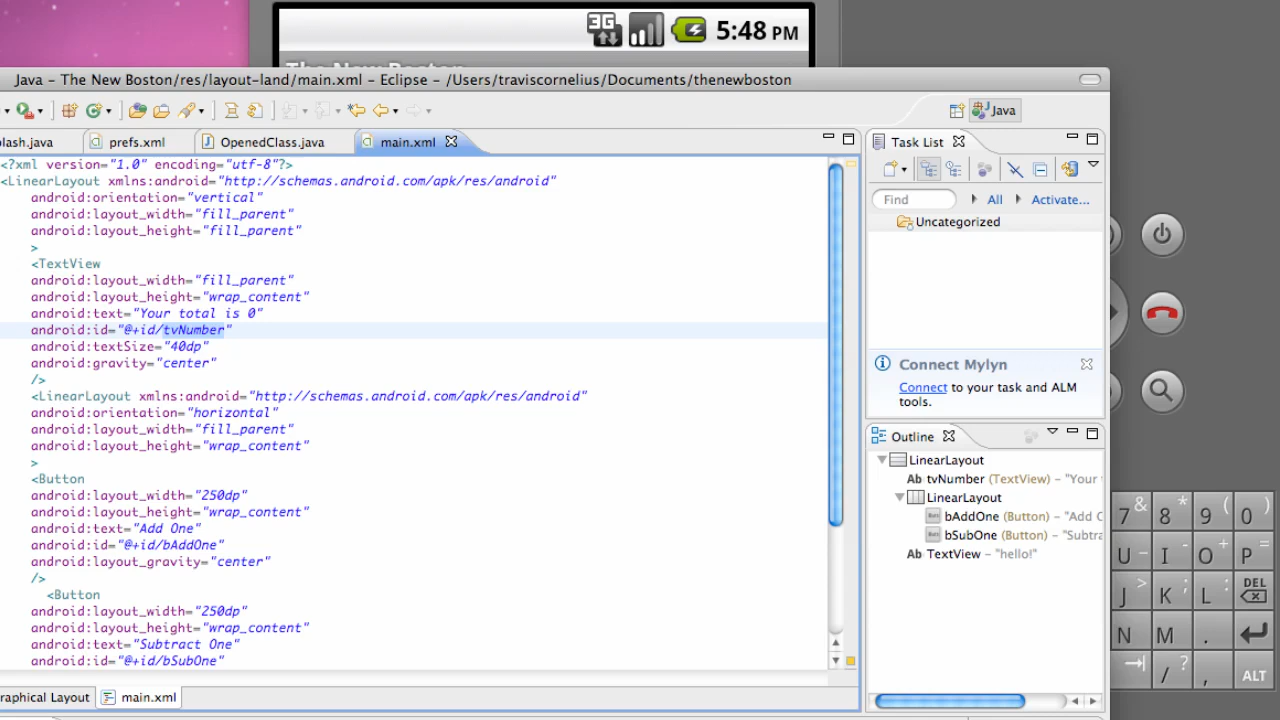 3G
5:48 PM
Java – The New Boston/res/layout-land/main.xml – Eclipse – /Users/traviscornelius/Documents/thenewboston
Java
lash.java
prefs.xml
OpenedClass.java
main.xml
Task List
<?xml version="1.0" encoding="utf-8"?>
<LinearLayout xmlns:android="http://schemas.android.com/apk/res/android"
android:orientation="vertical"
android:layout_width="fill_parent"
android:layout_height="fill_parent"
>
<TextView
android:layout_width="fill_parent"
android:layout_height="wrap_content"
android:text="Your total is 0"
android:id="@+id/tvNumber"
android:textSize="40dp"
android:gravity="center"
/>
<LinearLayout xmlns:android="http://schemas.android.com/apk/res/android"
android:orientation="horizontal"
android:layout_width="fill_parent"
android:layout_height="wrap_content"
>
<Button
android:layout_width="250dp"
android:layout_height="wrap_content"
android:text="Add One"
android:id="@+id/bAddOne"
android:layout_gravity="center"
/>
<Button
android:layout_width="250dp"
android:layout_height="wrap_content"
android:text="Subtract One"
android:id="@+id/bSubOne"
raphical Layout
main.xml
Find
All
Activate...
Uncategorized
Connect Mylyn
Connect to your task and ALM
tools.
Outline
LinearLayout
Ab tvNumber (TextView) – "Your
LinearLayout
bAddOne (Button) – "Add O
bSubOne (Button) – "Subtra
Ab TextView – "hello!"
7 & 8 * 9 ( 0 )
U – I - O + P =
J > K ; L : DEL
N M .
/ ? , ALT